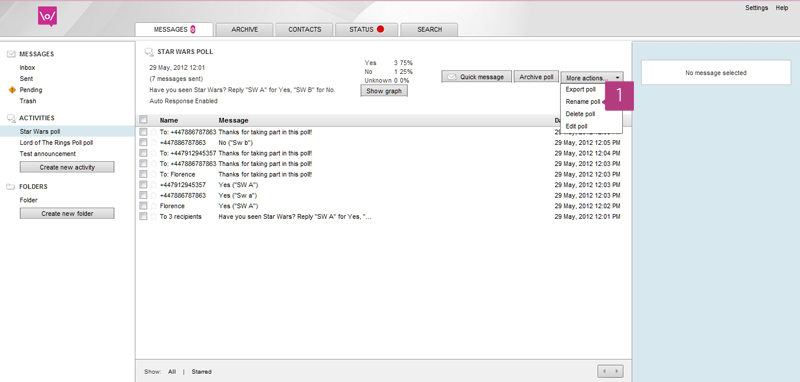 Settings Help
MESSAGES 0 ARCHIVE CONTACTS STATUS SEARCH
MESSAGES
Inbox
Sent
Pending
Trash
ACTIVITIES
Star Wars poll
Lord of The Rings Poll poll
Test announcement
Create new activity
FOLDERS
Folder
Create new folder
STAR WARS POLL
29 May, 2012 12:01
(7 messages sent)
Have you seen Star Wars? Reply "SW A" for Yes, "SW B" for No.
Auto Response Enabled
Yes 3 75%
No 1 25%
Unknown 0 0%
Show graph
Quick message
Archive poll
More actions...
Export poll
Rename poll
Delete poll
Edit poll
1
No message selected
Name Message
To: +447886787863 Thanks for taking part in this poll! 29 May, 2012 12:06 PM
+447886787863 No ("Sw b") 29 May, 2012 12:05 PM
To: +447912945357 Thanks for taking part in this poll! 29 May, 2012 12:04 PM
To: +447886787863 Thanks for taking part in this poll! 29 May, 2012 12:03 PM
To: Florence Thanks for taking part in this poll! 29 May, 2012 12:03 PM
+447912945357 Yes ("SW A") 29 May, 2012 12:03 PM
+447886787863 Yes ("Sw a") 29 May, 2012 12:03 PM
Florence Yes ("SW A") 29 May, 2012 12:02 PM
To 3 recipients Have you seen Star Wars? Reply "SW A" for Yes, "... 29 May, 2012 12:01 PM
Show: All | Starred